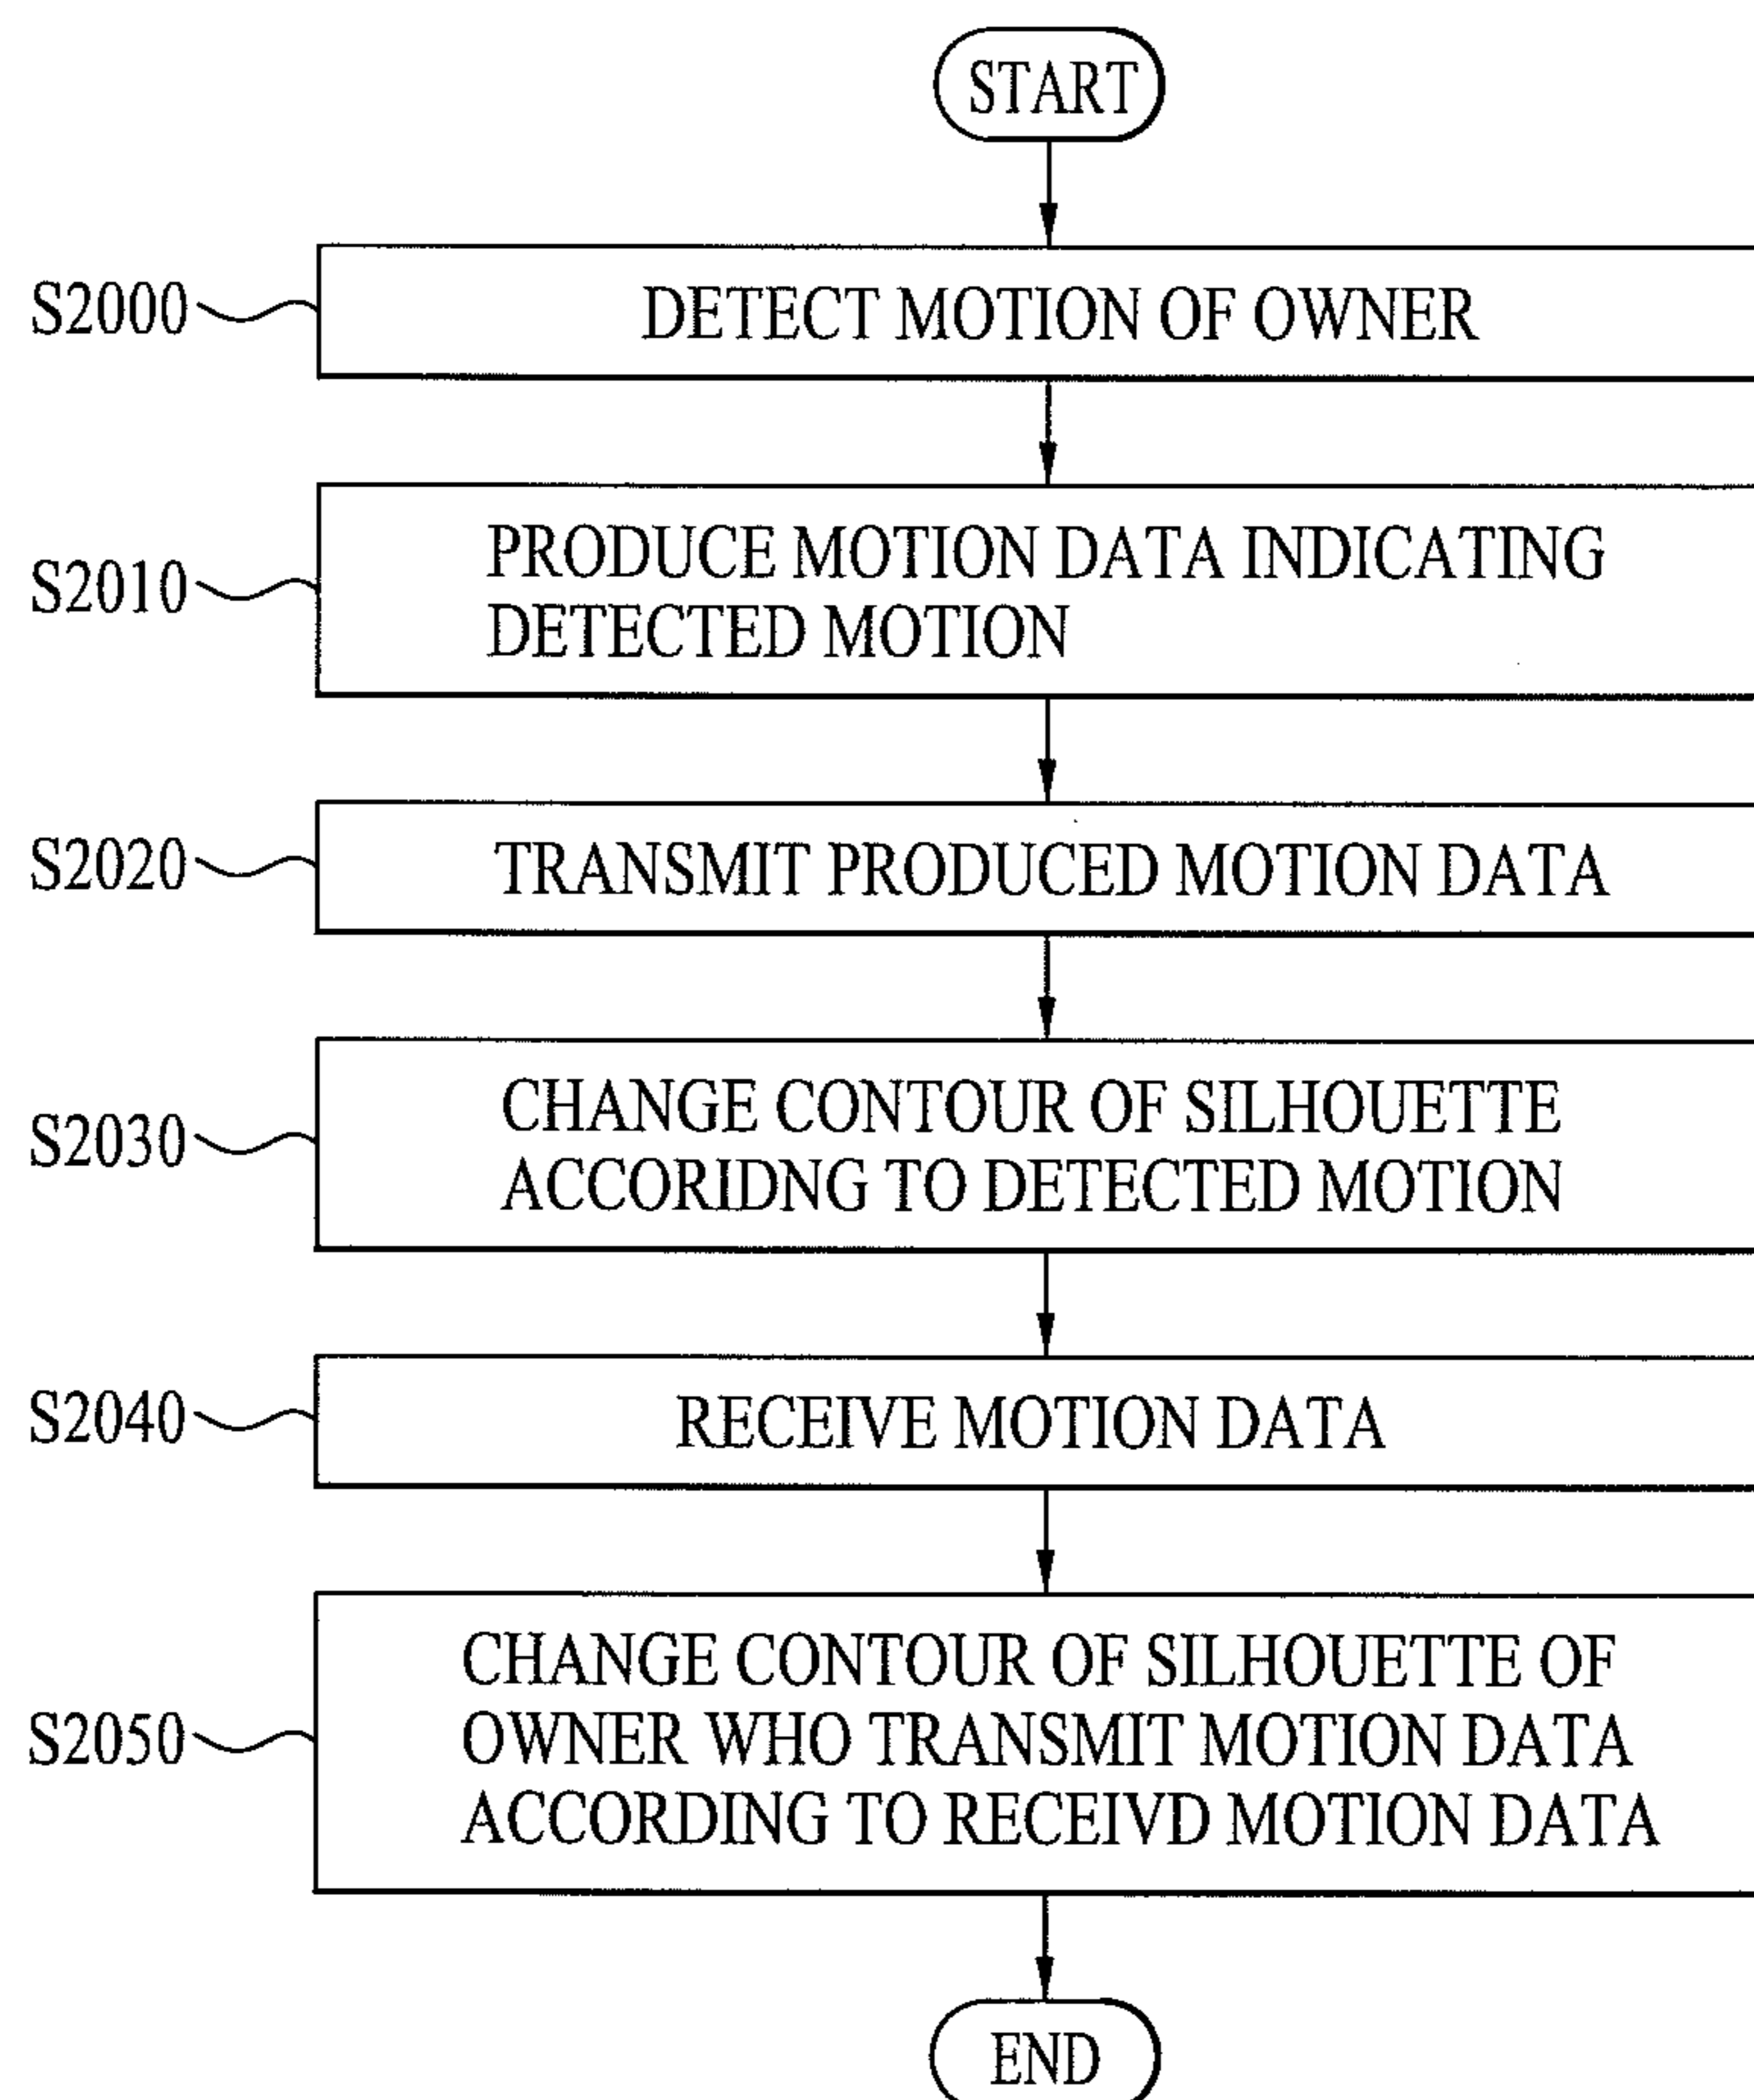 START
S2000
DETECT MOTION OF OWNER
S2010
PRODUCE MOTION DATA INDICATING
DETECTED MOTION
S2020
TRANSMIT PRODUCED MOTION DATA
S2030
CHANGE CONTOUR OF SILHOUETTE
ACCORIDNG TO DETECTED MOTION
S2040
RECEIVE MOTION DATA
S2050
CHANGE CONTOUR OF SILHOUETTE OF
OWNER WHO TRANSMIT MOTION DATA
ACCORDING TO RECEIVD MOTION DATA
END